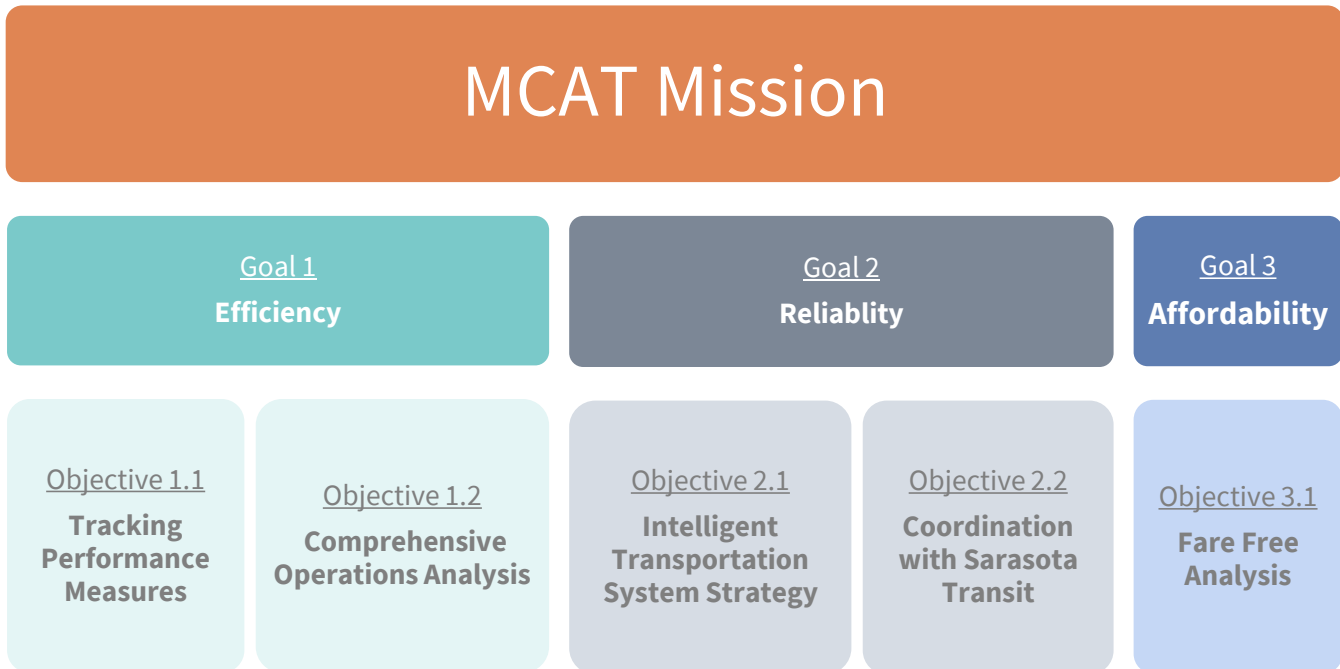 MCAT Mission
Goal 1
Efficiency
Goal 2
Reliablity
Goal 3
Affordability
Objective 1.1
Tracking
Performance
Measures
Objective 1.2
Comprehensive
Operations Analysis
Objective 2.1
Intelligent
Transportation
System Strategy
Objective 2.2
Coordination
with Sarasota
Transit
Objective 3.1
Fare Free
Analysis